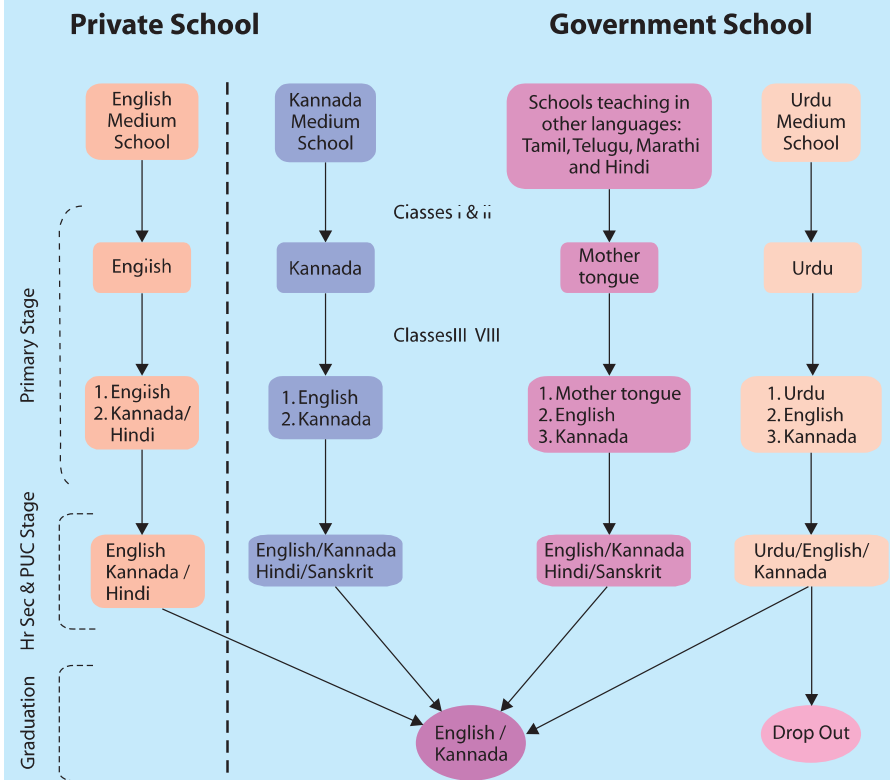 Private School
Government School
English
Medium
School
Kannada
Medium
School
Schools teaching in
other languages:
Tamil, Telugu, Marathi
and Hindi
Urdu
Medium
School
Classes i & ii
English
Kannada
Mother
tongue
Urdu
ClassesIII VIII
Primary Stage
1. English
2. Kannada/
Hindi
1. English
2. Kannada
1. Mother tongue
2. English
3. Kannada
1. Urdu
2. English
3. Kannada
Hr Sec & PUC Stage
English
Kannada /
Hindi
English/Kannada
Hindi/Sanskrit
English/Kannada
Hindi/Sanskrit
Urdu/English/
Kannada
Graduation
English /
Kannada
Drop Out